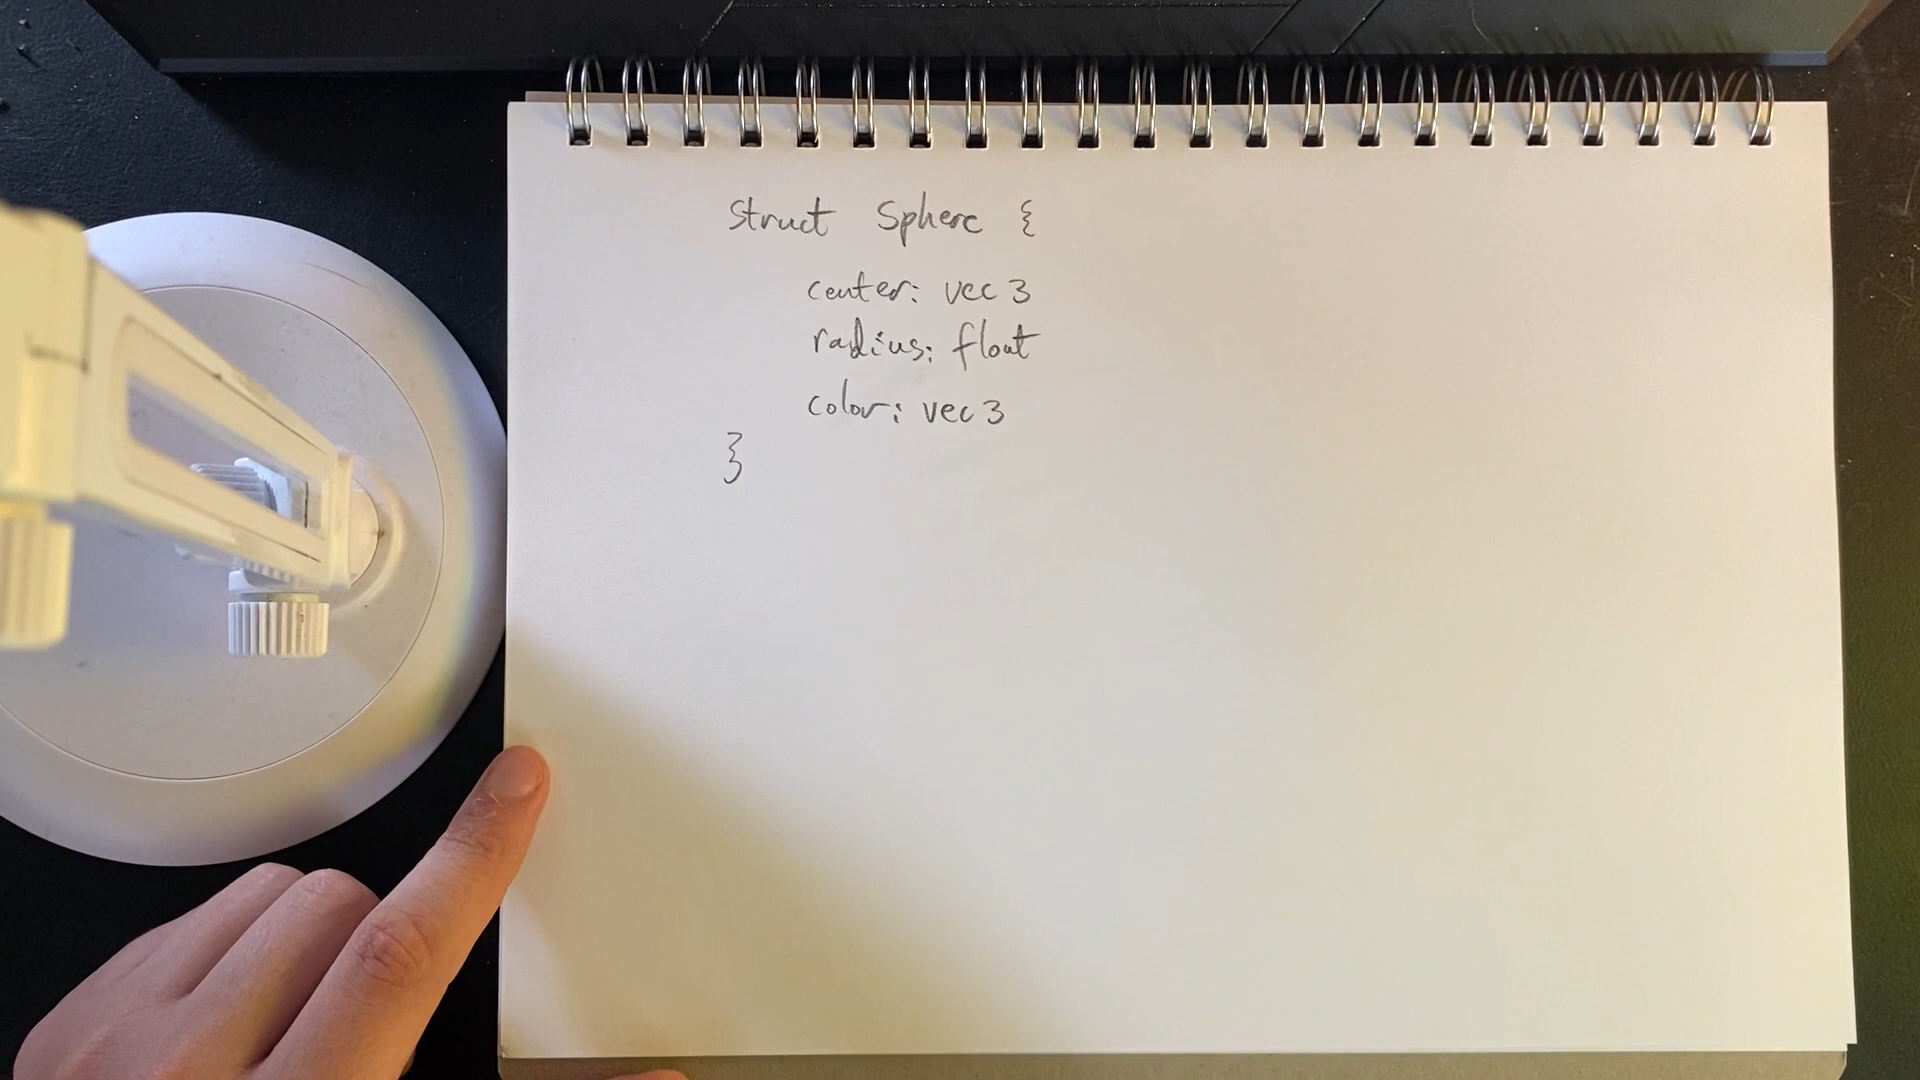 Struct Sphere {
center: vec3
radius: float
color: vec3
}